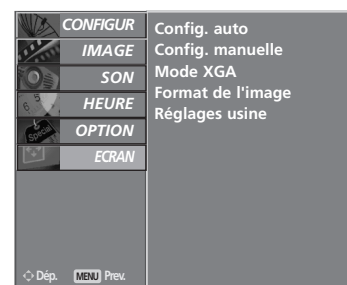 CONFIGUR
IMAGE
SON
HEURE
OPTION
ECRAN
Config. auto
Config. manuelle
Mode XGA
Format de l'image
Réglages usine
Special
Dép. MENU Prev.